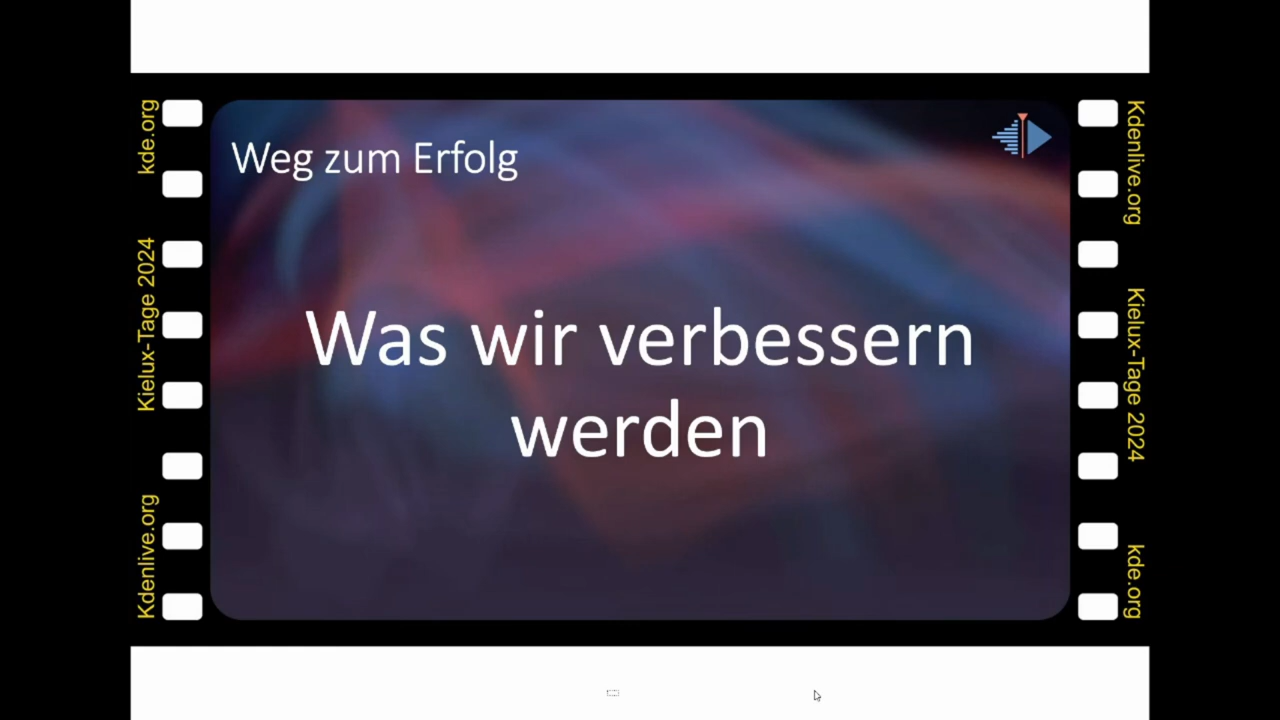 Weg zum Erfolg
Was wir verbessern
werden
kde.org
Kielux-Tage 2024
Kdenlive.org
Kdenlive.org
Kielux-Tage 2024
kde.org